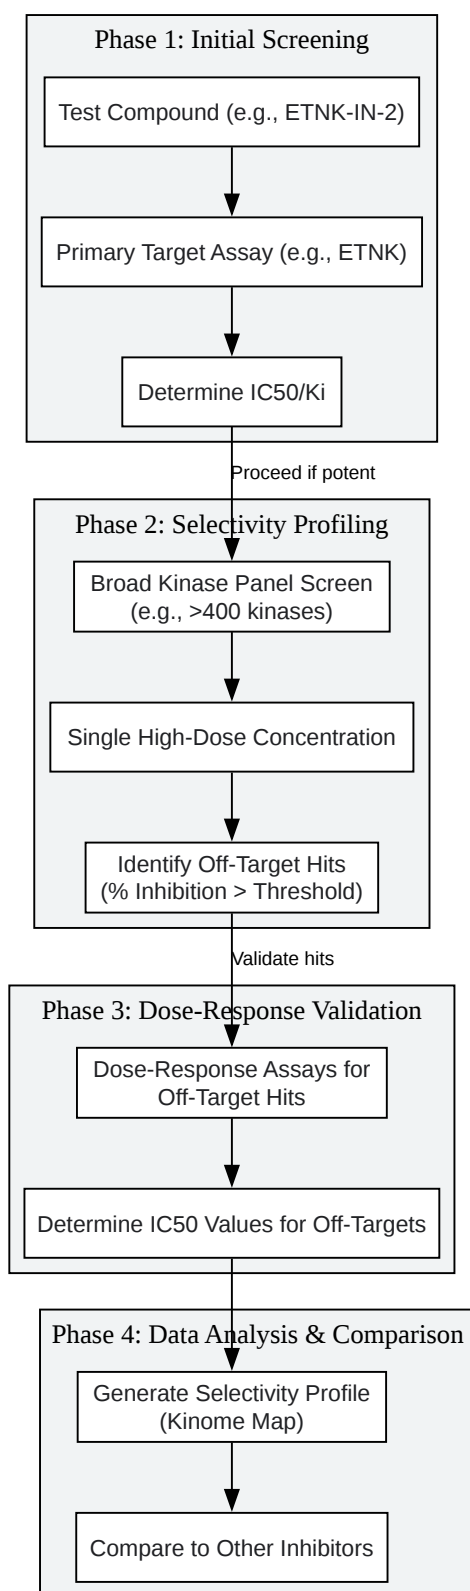 Phase 1: Initial Screening
Test Compound (e.g., ETNK-IN-2)
Primary Target Assay (e.g., ETNK)
Determine IC50/Ki
Proceed if potent
Phase 2: Selectivity Profiling
Broad Kinase Panel Screen
(e.g., >400 kinases)
Single High-Dose Concentration
Identify Off-Target Hits
(% Inhibition > Threshold)
Validate hits
Phase 3: Dose-Response Validation
Dose-Response Assays for
Off-Target Hits
Determine IC50 Values for Off-Targets
Phase 4: Data Analysis & Comparison
Generate Selectivity Profile
(Kinome Map)
Compare to Other Inhibitors